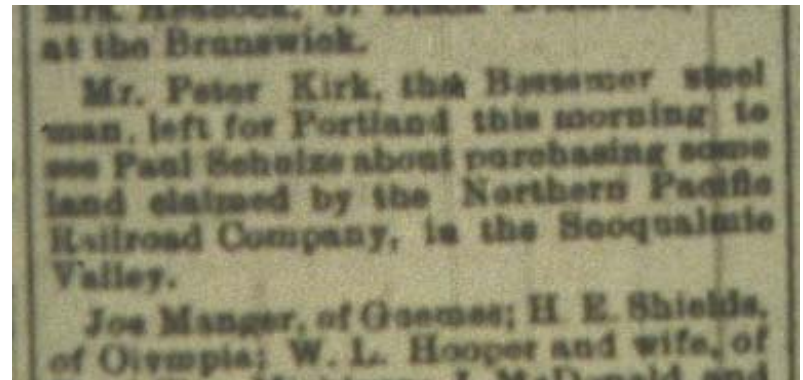 at the Brunswick.
Mr. Peter Kirk, the Bessemer steel
man, left for Portland this morning to
see Paul Schulze about purchasing some
land claimed by the Northern Pacific
Railroad Company, in the Snoqualmie
Valley.
Joe Manger, of Guemes; H. E. Shields,
of Olympia; W. L. Hooper and wife, of
J. McDonald and